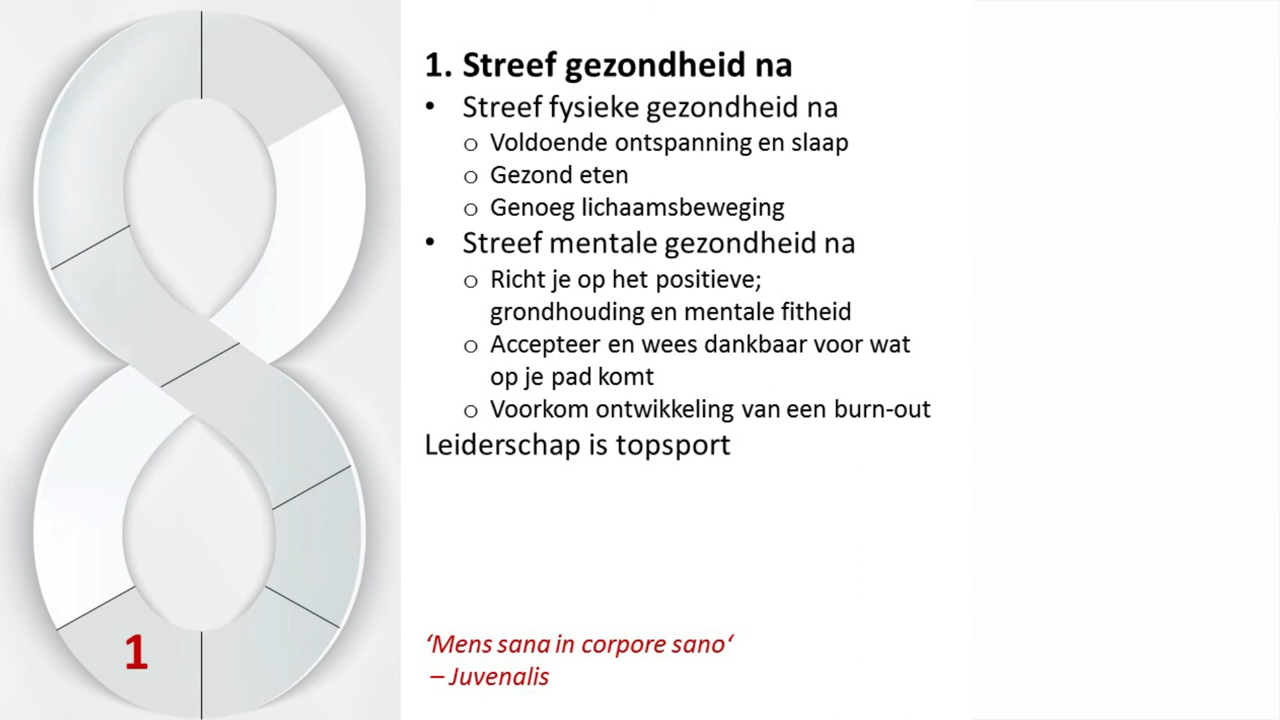 1. Streef gezondheid na
• Streef fysieke gezondheid na
o Voldoende ontspanning en slaap
o Gezond eten
o Genoeg lichaamsbeweging
• Streef mentale gezondheid na
o Richt je op het positieve;
grondhouding en mentale fitheid
o Accepteer en wees dankbaar voor wat
op je pad komt
o Voorkom ontwikkeling van een burn-out
Leiderschap is topsport
1
‘Mens sana in corpore sano‘
– Juvenalis